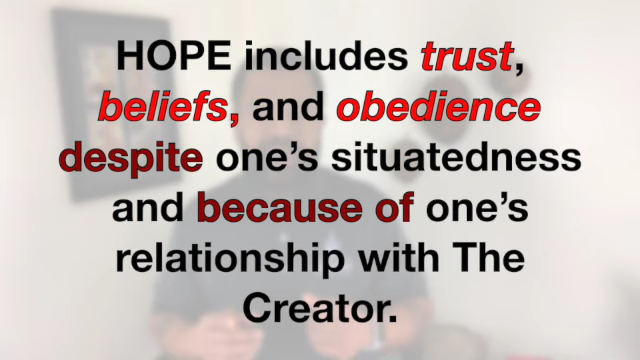 HOPE includes trust,
beliefs, and obedience
despite one’s situatedness
and because of one’s
relationship with The
Creator.